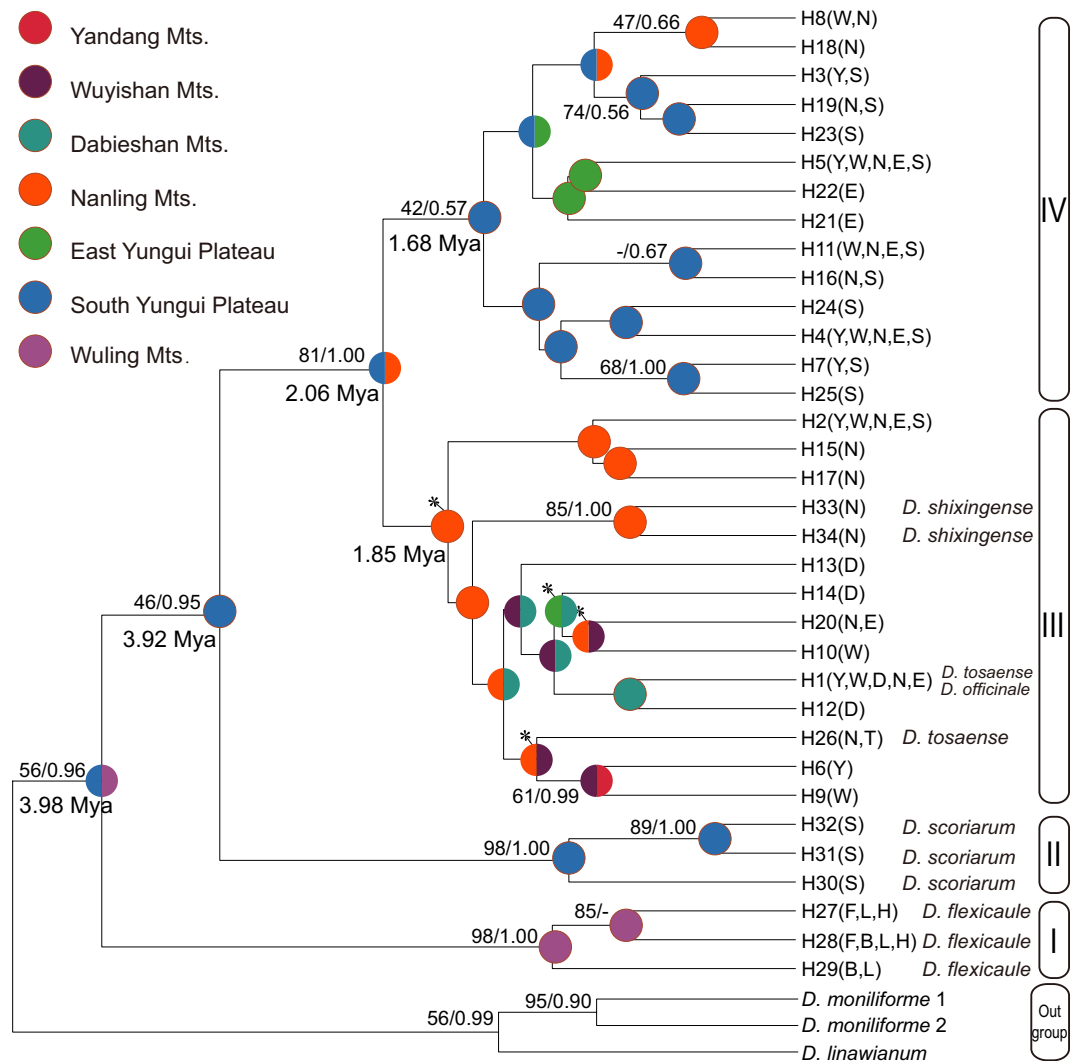 Yandang Mts.
Wuyishan Mts.
Dabieshan Mts.
Nanling Mts.
East Yungui Plateau
South Yungui Plateau
Wuling Mts.
47/0.66
H8(W,N)
H18(N)
H3(Y,S)
74/0.56
H19(N,S)
H23(S)
H5(Y,W,N,E,S)
H22(E)
H21(E)
42/0.57
1.68 Mya
-/0.67
H11(W,N,E,S)
H16(N,S)
H24(S)
H4(Y,W,N,E,S)
68/1.00
H7(Y,S)
H25(S)
IV
81/1.00
2.06 Mya
H2(Y,W,N,E,S)
H15(N)
H17(N)
*
1.85 Mya
85/1.00
H33(N) D. shixingense
H34(N) D. shixingense
H13(D)
*
H14(D)
*
H20(N,E)
H10(W)
H1(Y,W,D,N,E) D. tosaense
D. officinale
H12(D)
*
H26(N,T) D. tosaense
H6(Y)
61/0.99
H9(W)
III
46/0.95
3.92 Mya
89/1.00
H32(S) D. scoriarum
98/1.00
H31(S) D. scoriarum
H30(S) D. scoriarum
II
56/0.96
3.98 Mya
85/-
H27(F,L,H) D. flexicaule
98/1.00
H28(F,B,L,H) D. flexicaule
H29(B,L) D. flexicaule
I
95/0.90
D. moniliforme 1
56/0.99
D. moniliforme 2
D. linawianum
Out
group